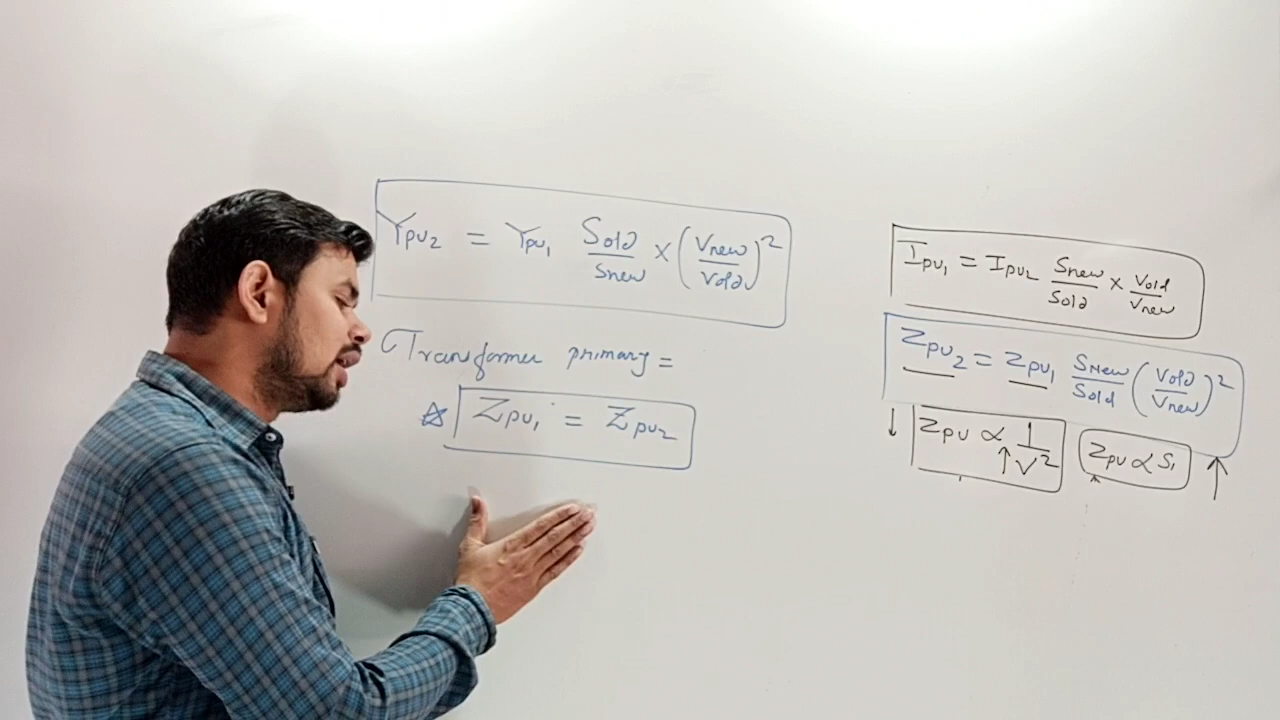 Ypu₂ = Ypu₁ Sold/Snew × (Vnew/Vold)²
Transformer primary =
☆ Zpu₁ = Zpu₂
Ipu₁ = Ipu₂ Snew/Sold × Vold/Vnew
Zpu₂ = Zpu₁ Snew/Sold (Vold/Vnew)²
↓ Zpu ∝ ↑ 1/V² Zpu ∝ S, ↑